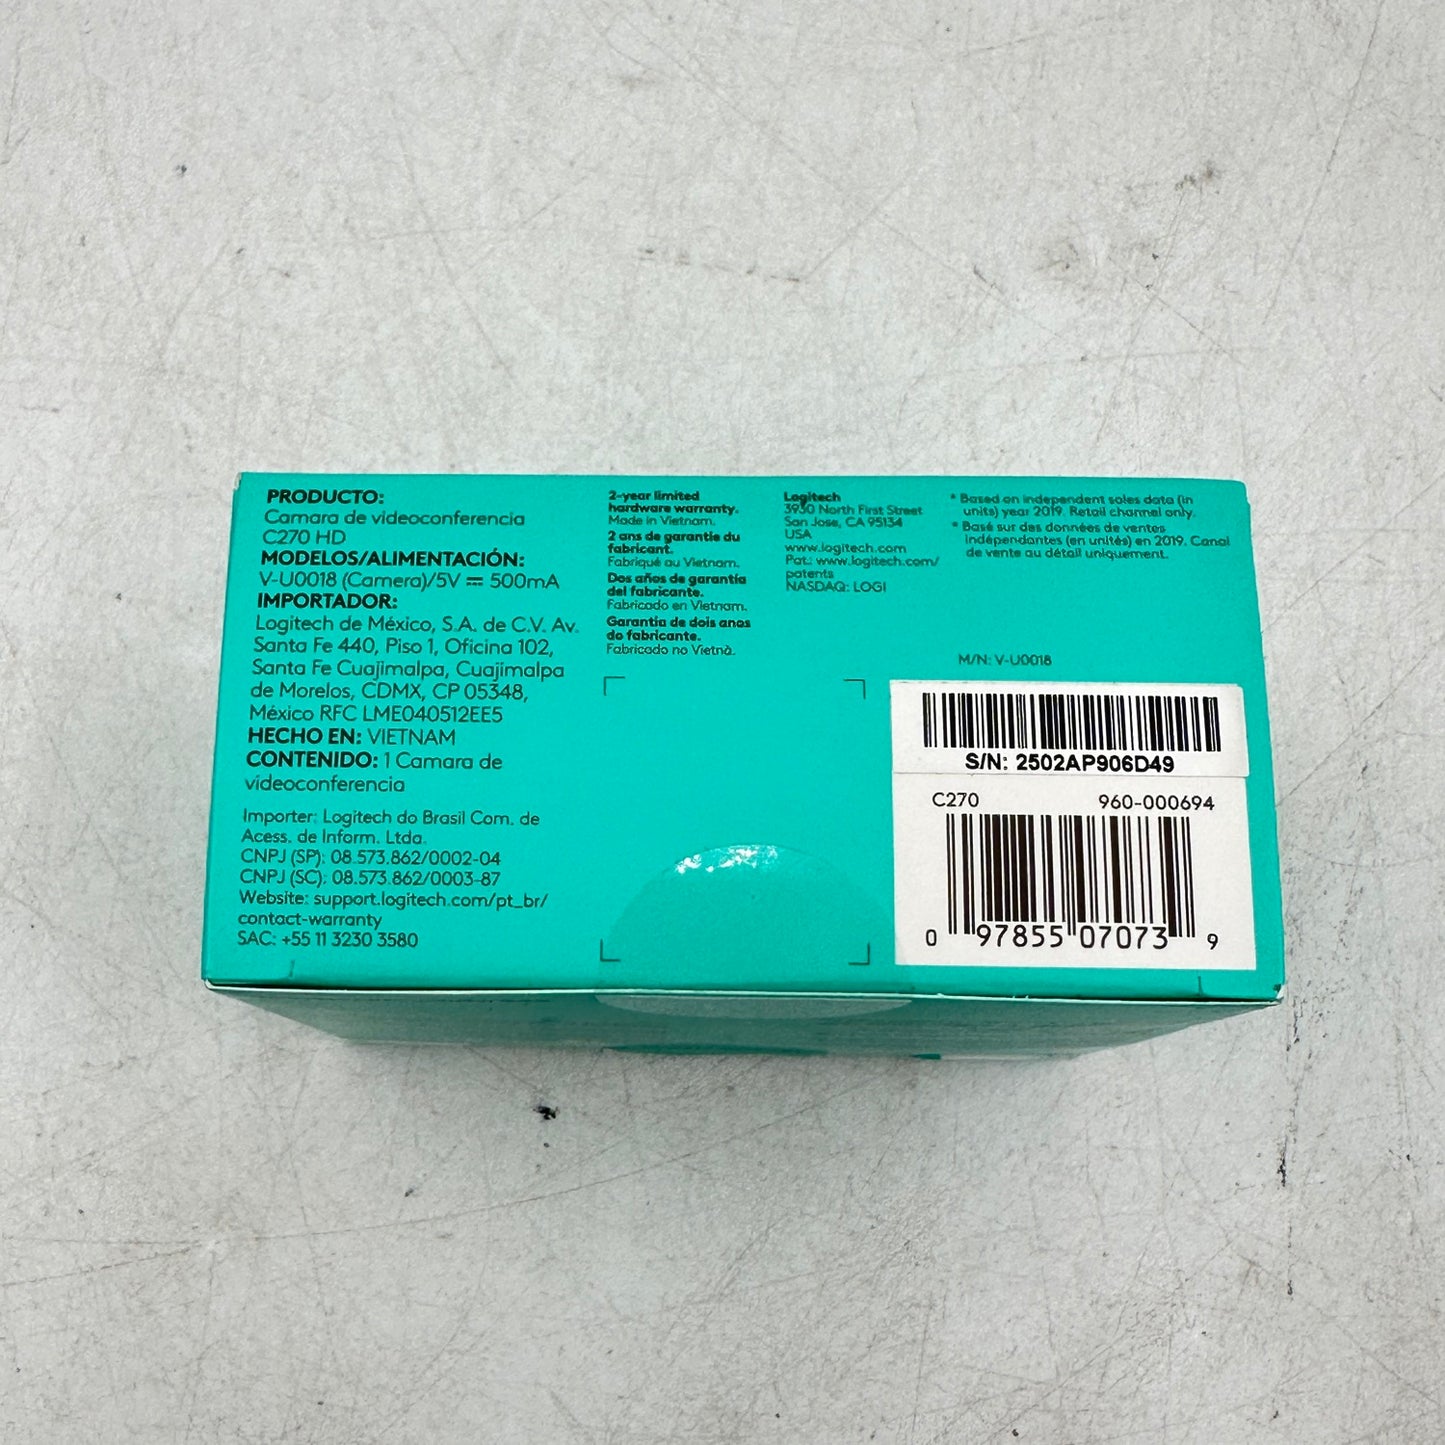 PRODUCTO:
Camara de videoconferencia
C270 HD
MODELOS/ALIMENTACIÓN:
V-U0018 (Camera)/5V ⎓ 500mA
IMPORTADOR:
Logitech de México, S.A. de C.V. Av.
Santa Fe 440, Piso 1, Oficina 102,
Santa Fe Cuajimalpa, Cuajimalpa
de Morelos, CDMX, CP 05348,
México RFC LME040512EE5
HECHO EN: VIETNAM
CONTENIDO: 1 Camara de
videoconferencia
Importer: Logitech do Brasil Com. de
Acess. de Inform. Ltda.
CNPJ (SP): 08.573.862/0002-04
CNPJ (SC): 08.573.862/0003-87
Website: support.logitech.com/pt_br/
contact-warranty
SAC: +55 11 3230 3580
2-year limited
hardware warranty.
Made in Vietnam.
2 ans de garantie du
fabricant.
Fabriqué au Vietnam.
Dos años de garantía
del fabricante.
Fabricado en Vietnam.
Garantia de dois anos
do fabricante.
Fabricado no Vietnã.
Logitech
3930 North First Street
San Jose, CA 95134
USA
www.logitech.com
Pat.: www.logitech.com/
patents
NASDAQ: LOGI
* Based on independent sales data (in
units) year 2019. Retail channel only.
* Basé sur des données de ventes
indépendantes (en unités) en 2019. Canal
de vente au détail uniquement.
M/N: V-U0018
S/N: 2502AP906D49
C270 960-000694
0 97855 07073 9